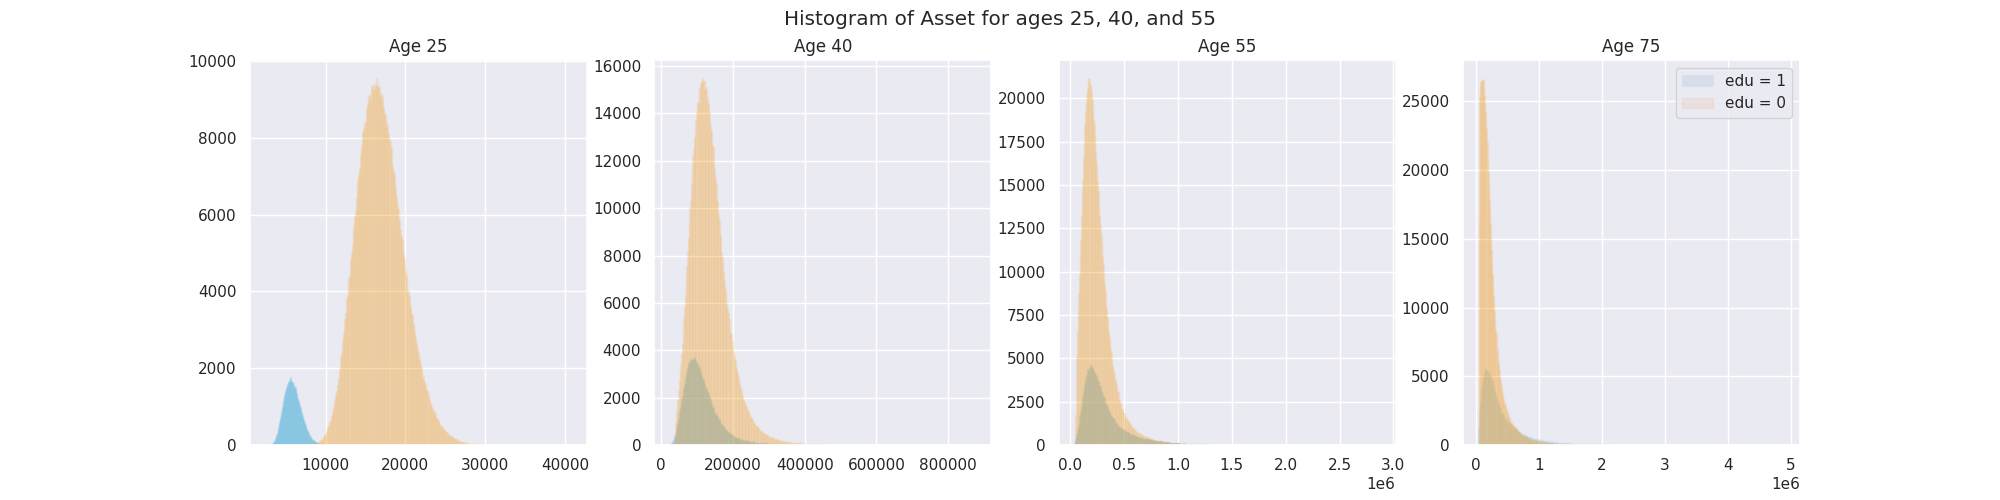 Histogram of Asset for ages 25, 40, and 55
Age 25
10000
8000
6000
4000
2000
0
10000 20000 30000 40000
Age 40
16000
14000
12000
10000
8000
6000
4000
2000
0
0 200000 400000 600000 800000
Age 55
20000
17500
15000
12500
10000
7500
5000
2500
0
0.0 0.5 1.0 1.5 2.0 2.5 3.0
1e6
Age 75
25000
20000
15000
10000
5000
0
0 1 2 3 4 5
1e6
edu = 1
edu = 0